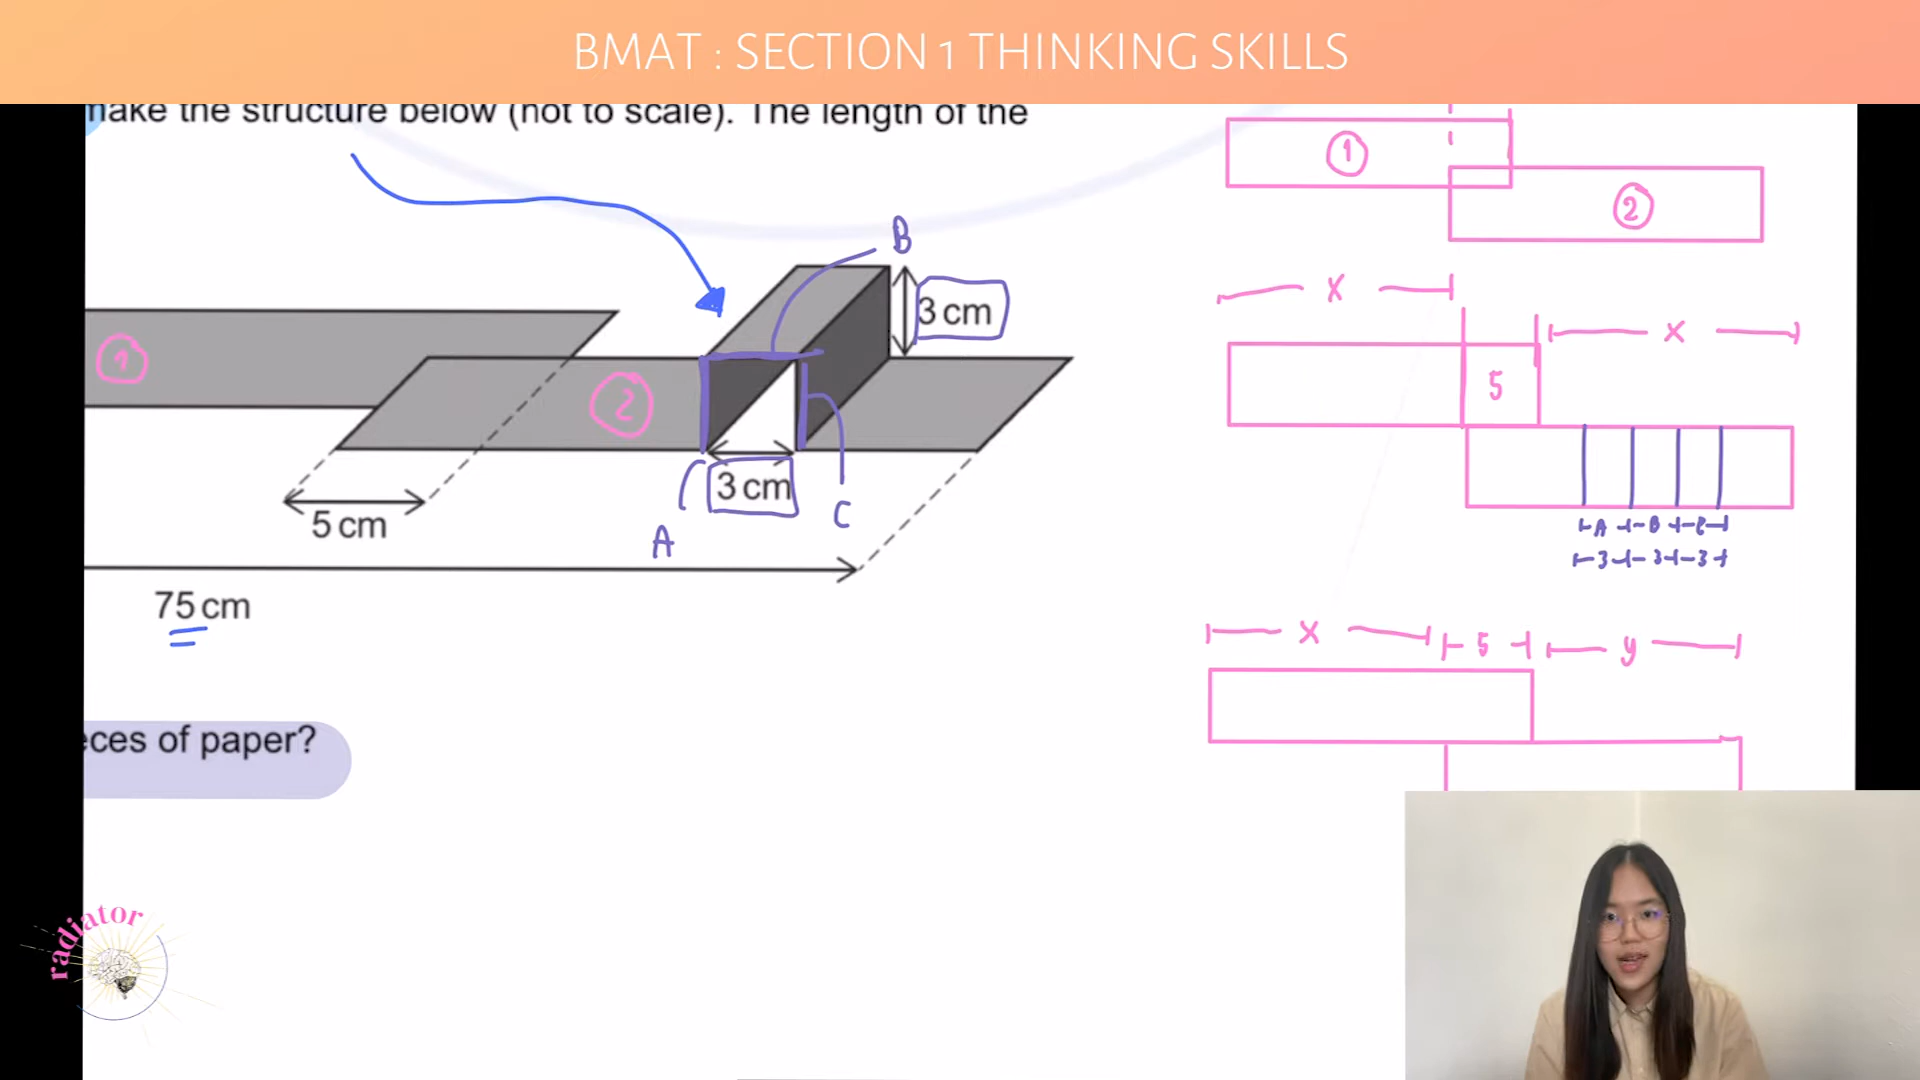 BMAT : SECTION 1 THINKING SKILLS
make the structure below (not to scale). The length of the
1
2
B
3 cm
x
x
1
2
5
3 cm
C
A
5 cm
A B C
3 3 3
75 cm
x 5 y
eces of paper?
radiator